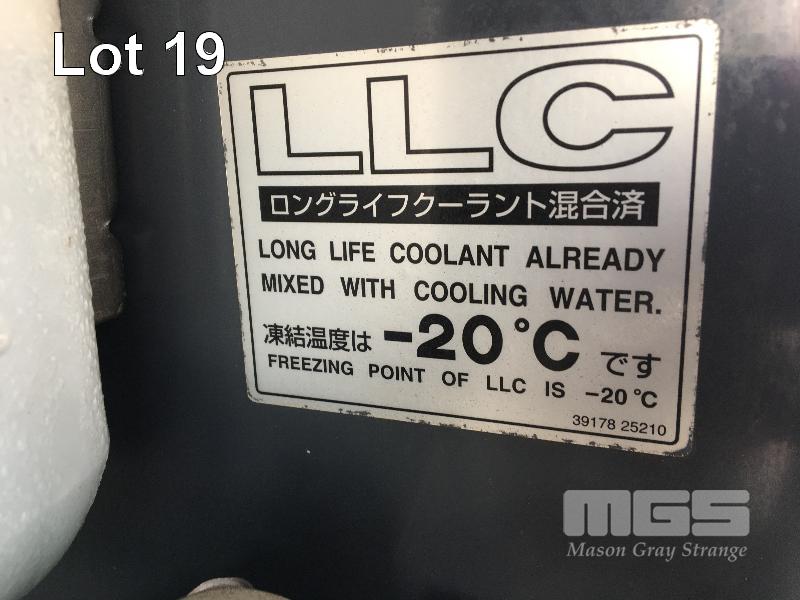 Lot 19
LLC
ロングライフクーラント混合済
LONG LIFE COOLANT ALREADY
MIXED WITH COOLING WATER.
凍結温度は -20°C です
FREEZING POINT OF LLC IS -20°C
39178 25210
MGS
Mason Gray Strange